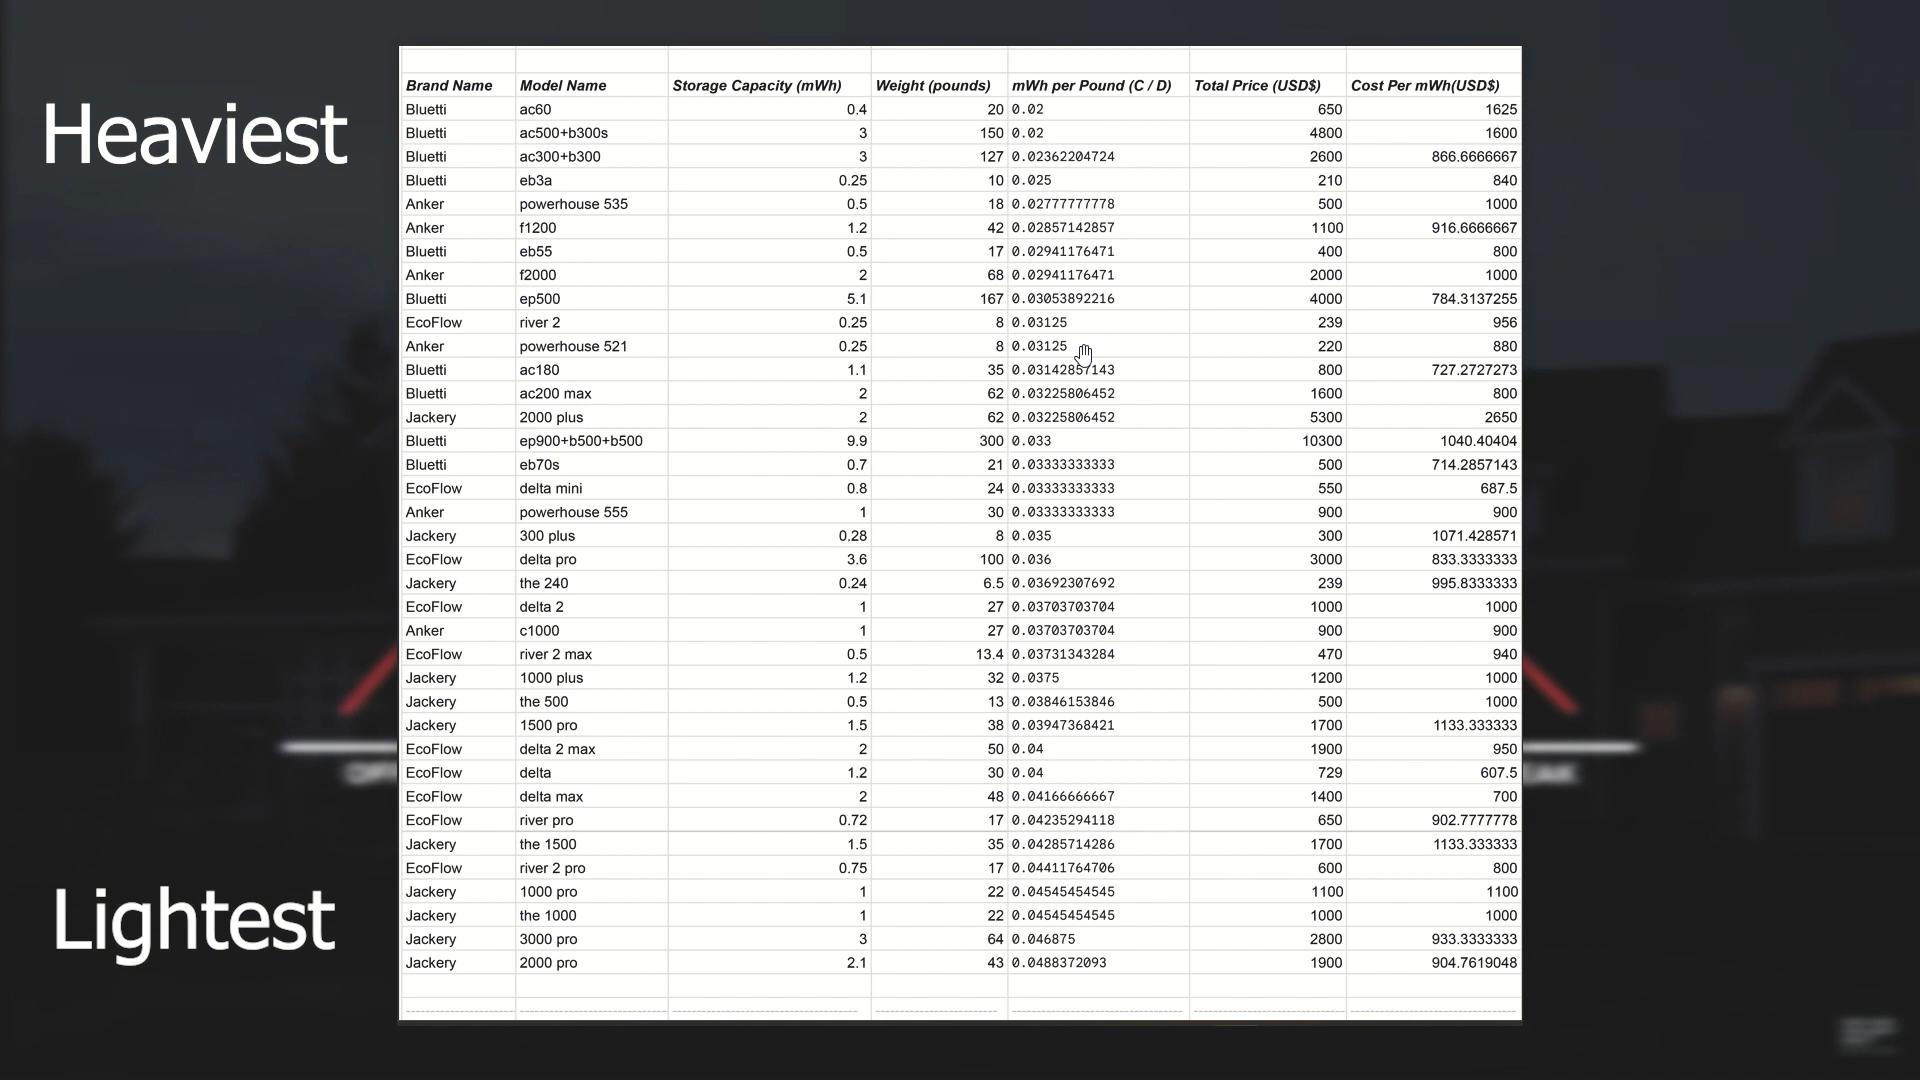 Heaviest
Brand Name Model Name Storage Capacity (mWh) Weight (pounds) mWh per Pound (C / D) Total Price (USD$) Cost Per mWh(USD$)
Bluetti ac60 0.4 20 0.02 650 1625
Bluetti ac500+b300s 3 150 0.02 4800 1600
Bluetti ac300+b300 3 127 0.02362204724 2600 866.6666667
Bluetti eb3a 0.25 10 0.025 210 840
Anker powerhouse 535 0.5 18 0.02777777778 500 1000
Anker f1200 1.2 42 0.02857142857 1100 916.6666667
Bluetti eb55 0.5 17 0.02941176471 400 800
Anker f2000 2 68 0.02941176471 2000 1000
Bluetti ep500 5.1 167 0.03053892216 4000 784.3137255
EcoFlow river 2 0.25 8 0.03125 239 956
Anker powerhouse 521 0.25 8 0.03125 220 880
Bluetti ac180 1.1 35 0.03142857143 800 727.2727273
Bluetti ac200 max 2 62 0.03225806452 1600 800
Jackery 2000 plus 2 62 0.03225806452 5300 2650
Bluetti ep900+b500+b500 9.9 300 0.033 10300 1040.40404
Bluetti eb70s 0.7 21 0.03333333333 500 714.2857143
EcoFlow delta mini 0.8 24 0.03333333333 550 687.5
Anker powerhouse 555 1 30 0.03333333333 900 900
Jackery 300 plus 0.28 8 0.035 300 1071.428571
EcoFlow delta pro 3.6 100 0.036 3000 833.3333333
Jackery the 240 0.24 6.5 0.03692307692 239 995.8333333
EcoFlow delta 2 1 27 0.03703703704 1000 1000
Anker c1000 1 27 0.03703703704 900 900
EcoFlow river 2 max 0.5 13.4 0.03731343284 470 940
Jackery 1000 plus 1.2 32 0.0375 1200 1000
Jackery the 500 0.5 13 0.03846153846 500 1000
Jackery 1500 pro 1.5 38 0.03947368421 1700 1133.333333
EcoFlow delta 2 max 2 50 0.04 1900 950
EcoFlow delta 1.2 30 0.04 729 607.5
EcoFlow delta max 2 48 0.04166666667 1400 700
EcoFlow river pro 0.72 17 0.04235294118 650 902.7777778
Jackery the 1500 1.5 35 0.04285714286 1700 1133.333333
EcoFlow river 2 pro 0.75 17 0.04411764706 600 800
Jackery 1000 pro 1 22 0.04545454545 1100 1100
Jackery the 1000 1 22 0.04545454545 1000 1000
Jackery 3000 pro 3 64 0.046875 2800 933.3333333
Jackery 2000 pro 2.1 43 0.0488372093 1900 904.7619048
Lightest